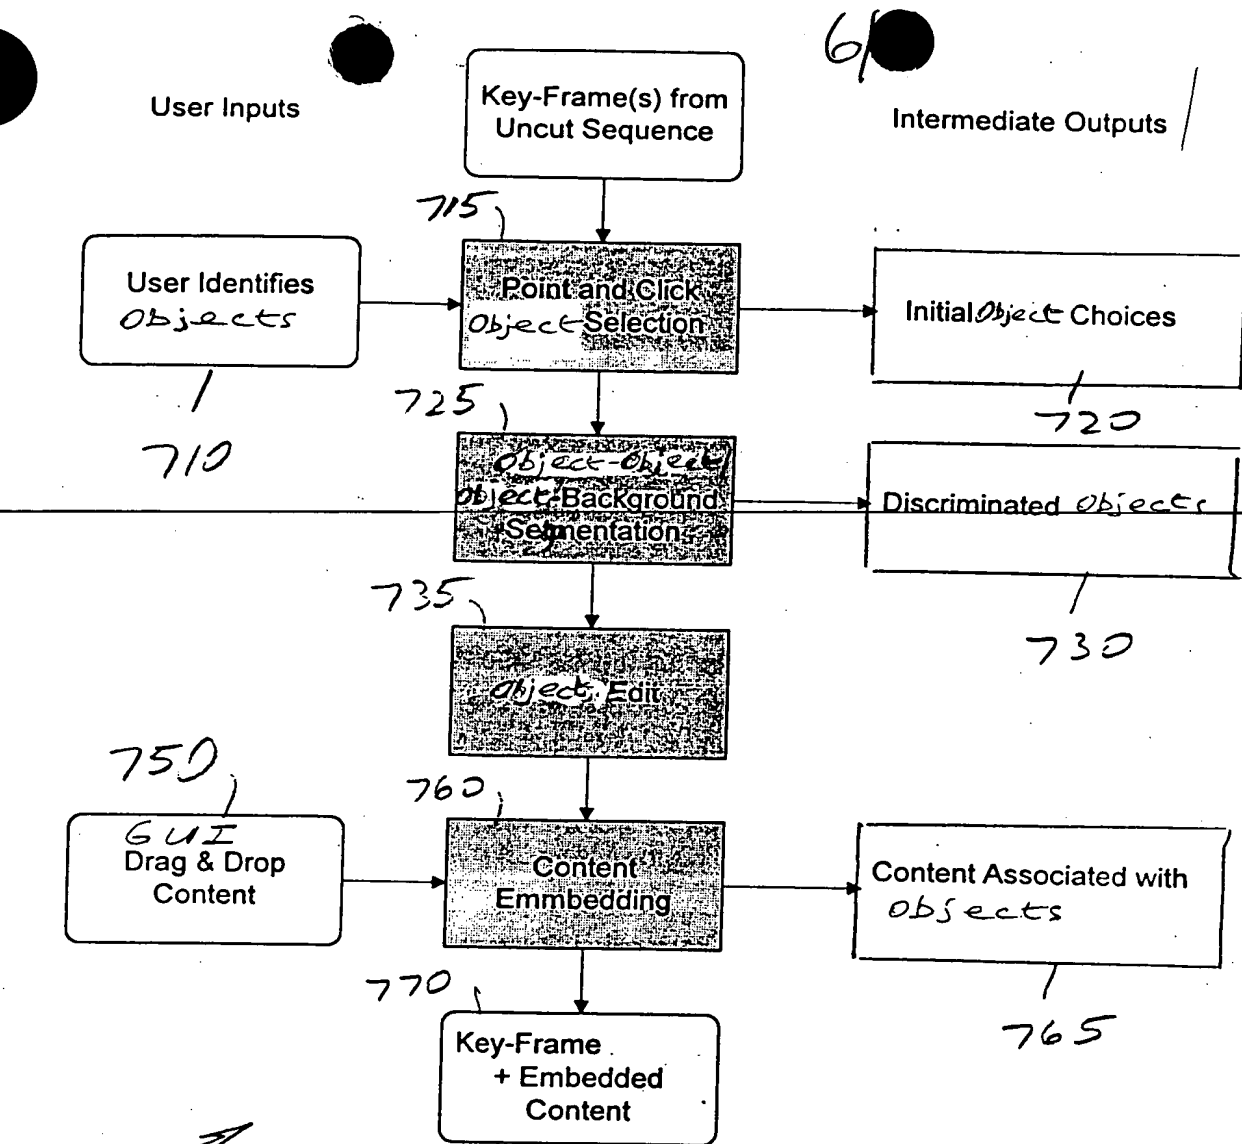 6/
User Inputs
Key-Frame(s) from
Uncut Sequence
Intermediate Outputs
715
User Identifies
Objects
Point and Click
Object Selection
Initial Object Choices
710
725
720
Object-Object/
Object-Background
Segmentation
Discriminated Objects
735
730
Object Edit
750
760
GUI
Drag & Drop
Content
Content
Emmbedding
Content Associated with
Objects
770
765
Key-Frame
+ Embedded
Content